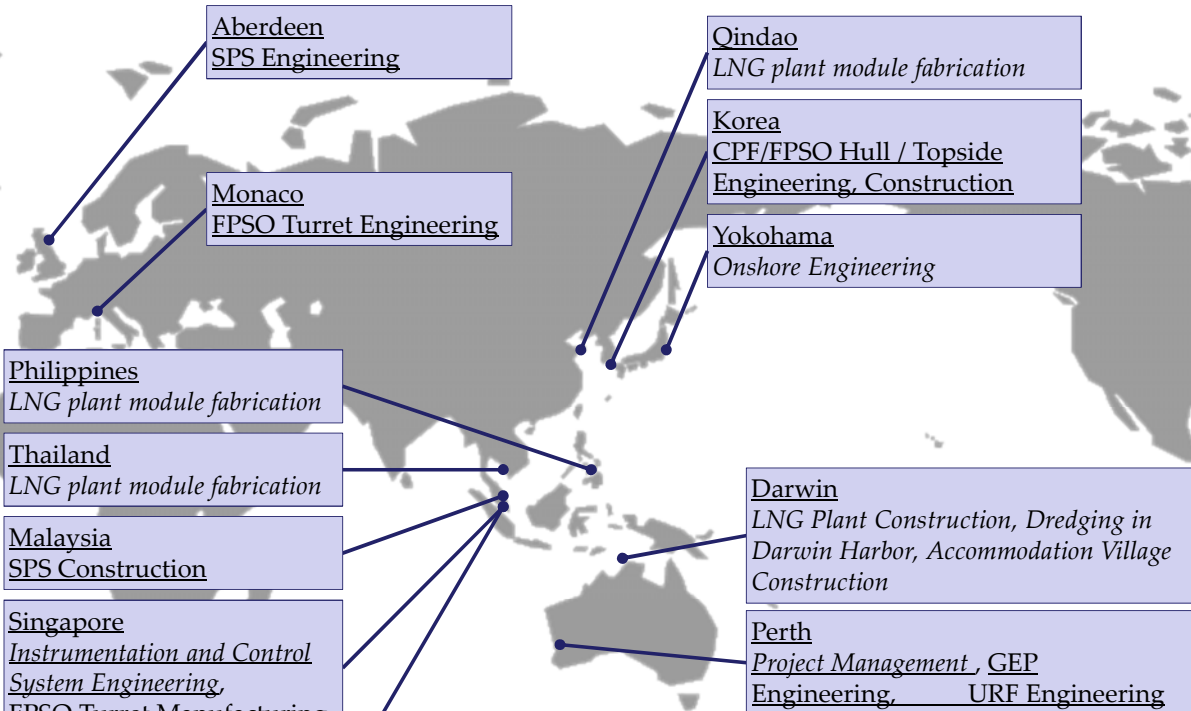 Aberdeen
SPS Engineering
Qindao
LNG plant module fabrication
Korea
CPF/FPSO Hull / Topside
Engineering, Construction
Monaco
FPSO Turret Engineering
Yokohama
Onshore Engineering
Philippines
LNG plant module fabrication
Thailand
LNG plant module fabrication
Malaysia
SPS Construction
Singapore
Instrumentation and Control
System Engineering,
FPSO Turret Manufacturing
Darwin
LNG Plant Construction, Dredging in
Darwin Harbor, Accommodation Village
Construction
Perth
Project Management , GEP
Engineering, URF Engineering